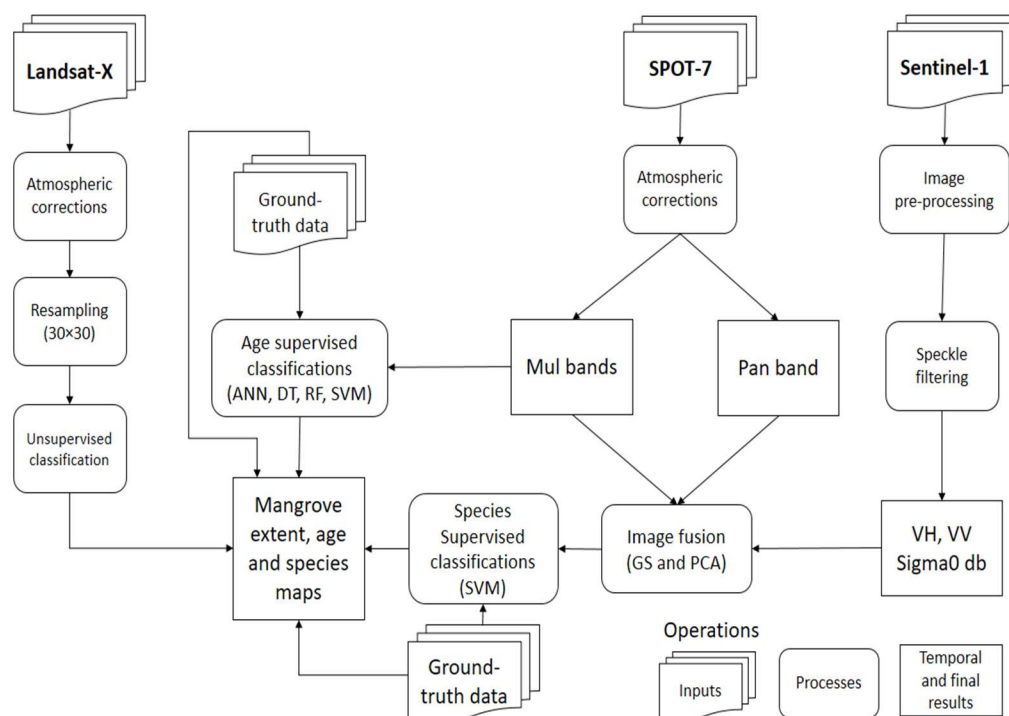 Landsat-X
SPOT-7
Sentinel-1
Atmospheric
corrections
Ground-
truth data
Atmospheric
corrections
Image
pre-processing
Resampling
(30×30)
Age supervised
classifications
(ANN, DT, RF, SVM)
Mul bands
Pan band
Speckle
filtering
Unsupervised
classification
Mangrove
extent, age
and species
maps
Species
Supervised
classifications
(SVM)
Image fusion
(GS and PCA)
VH, VV
Sigma0 db
Ground-
truth data
Operations
Inputs
Processes
Temporal
and final
results